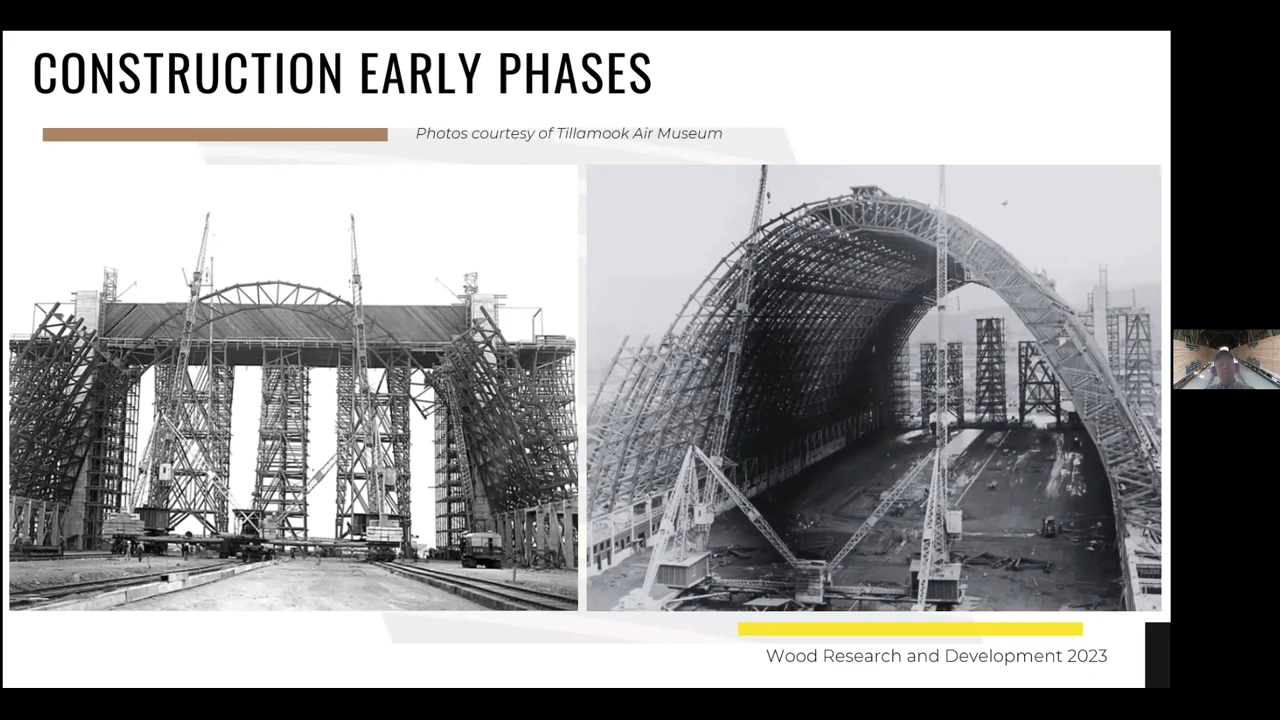 CONSTRUCTION EARLY PHASES
Photos courtesy of Tillamook Air Museum
Wood Research and Development 2023